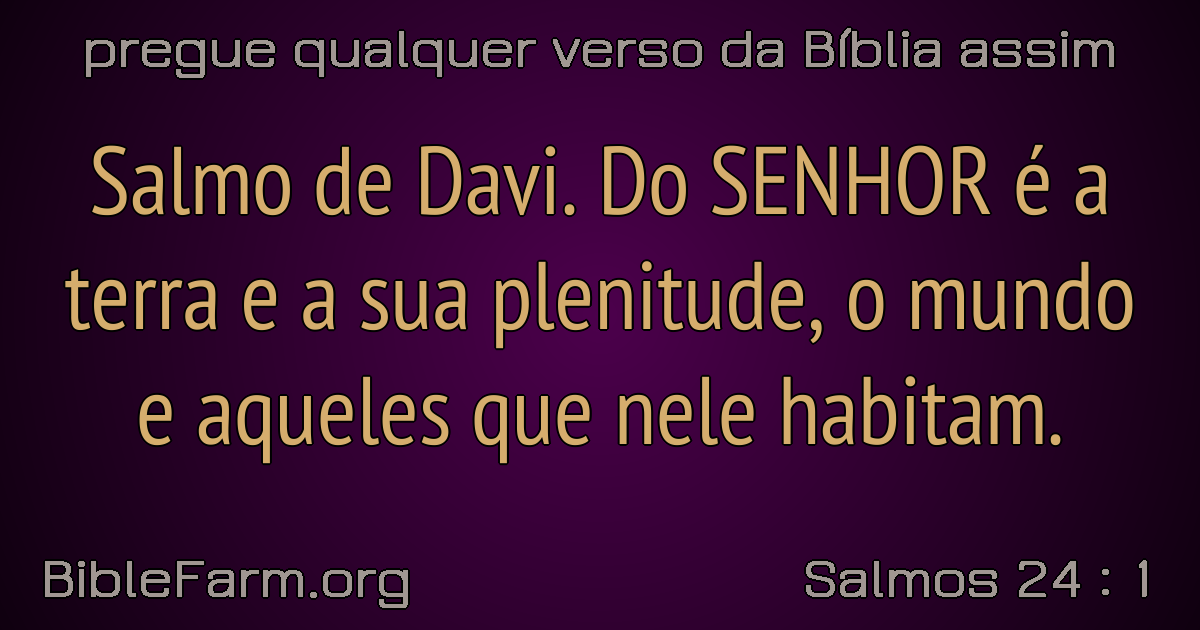 pregue qualquer verso da Bíblia assim
Salmo de Davi. Do SENHOR é a
terra e a sua plenitude, o mundo
e aqueles que nele habitam.
BibleFarm.org
Salmos 24 : 1